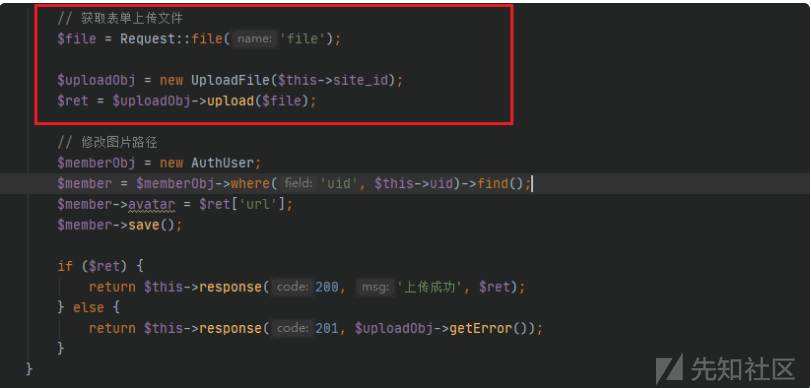 // 获取表单上传文件
$file = Request::file( name: 'file');
$uploadObj = new UploadFile($this->site_id);
$ret = $uploadObj->upload($file);
// 修改图片路径
$memberObj = new AuthUser;
$member = $memberObj->where( field: 'uid', $this->uid)->find();
$member->avatar = $ret['url'];
$member->save();
if ($ret) {
return $this->response( code: 200, msg: '上传成功', $ret);
} else {
return $this->response( code: 201, $uploadObj->getError());
}
}
先知社区